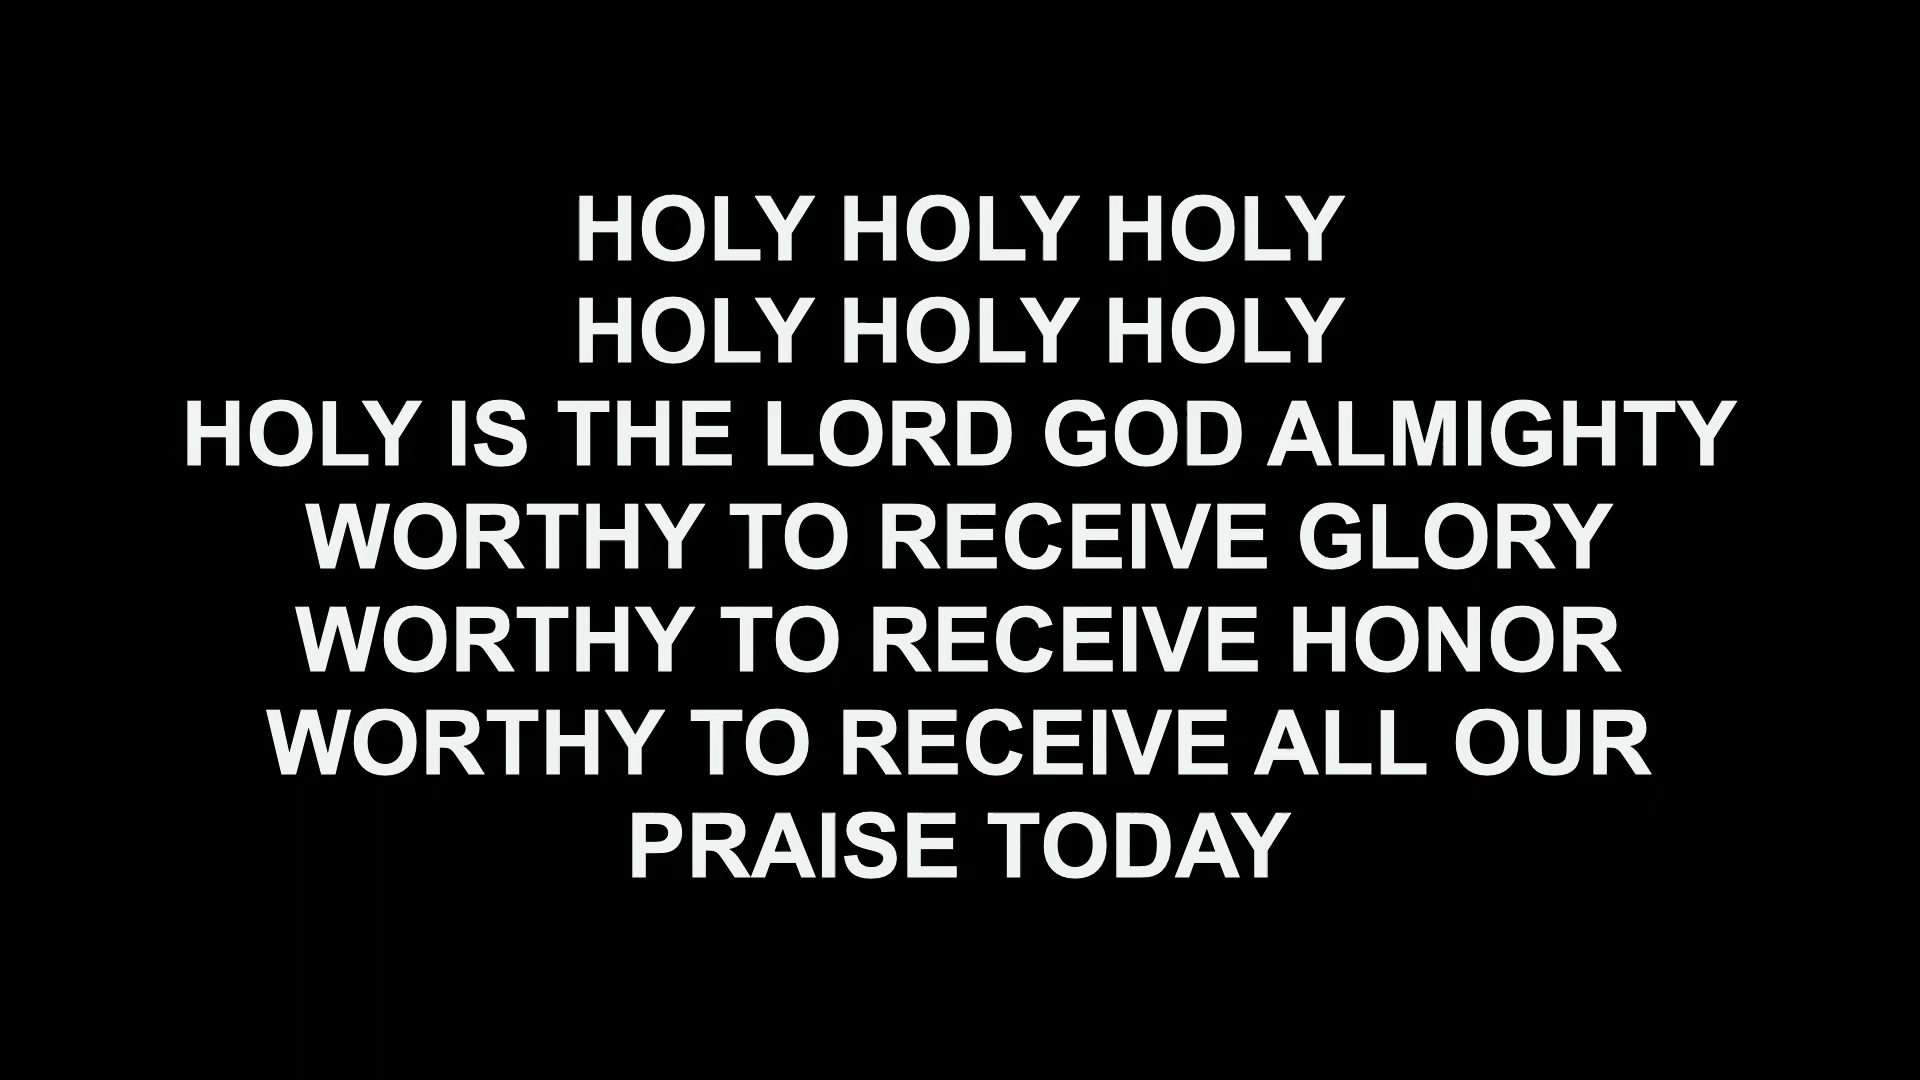 HOLY HOLY HOLY
HOLY HOLY HOLY
HOLY IS THE LORD GOD ALMIGHTY
WORTHY TO RECEIVE GLORY
WORTHY TO RECEIVE HONOR
WORTHY TO RECEIVE ALL OUR
PRAISE TODAY